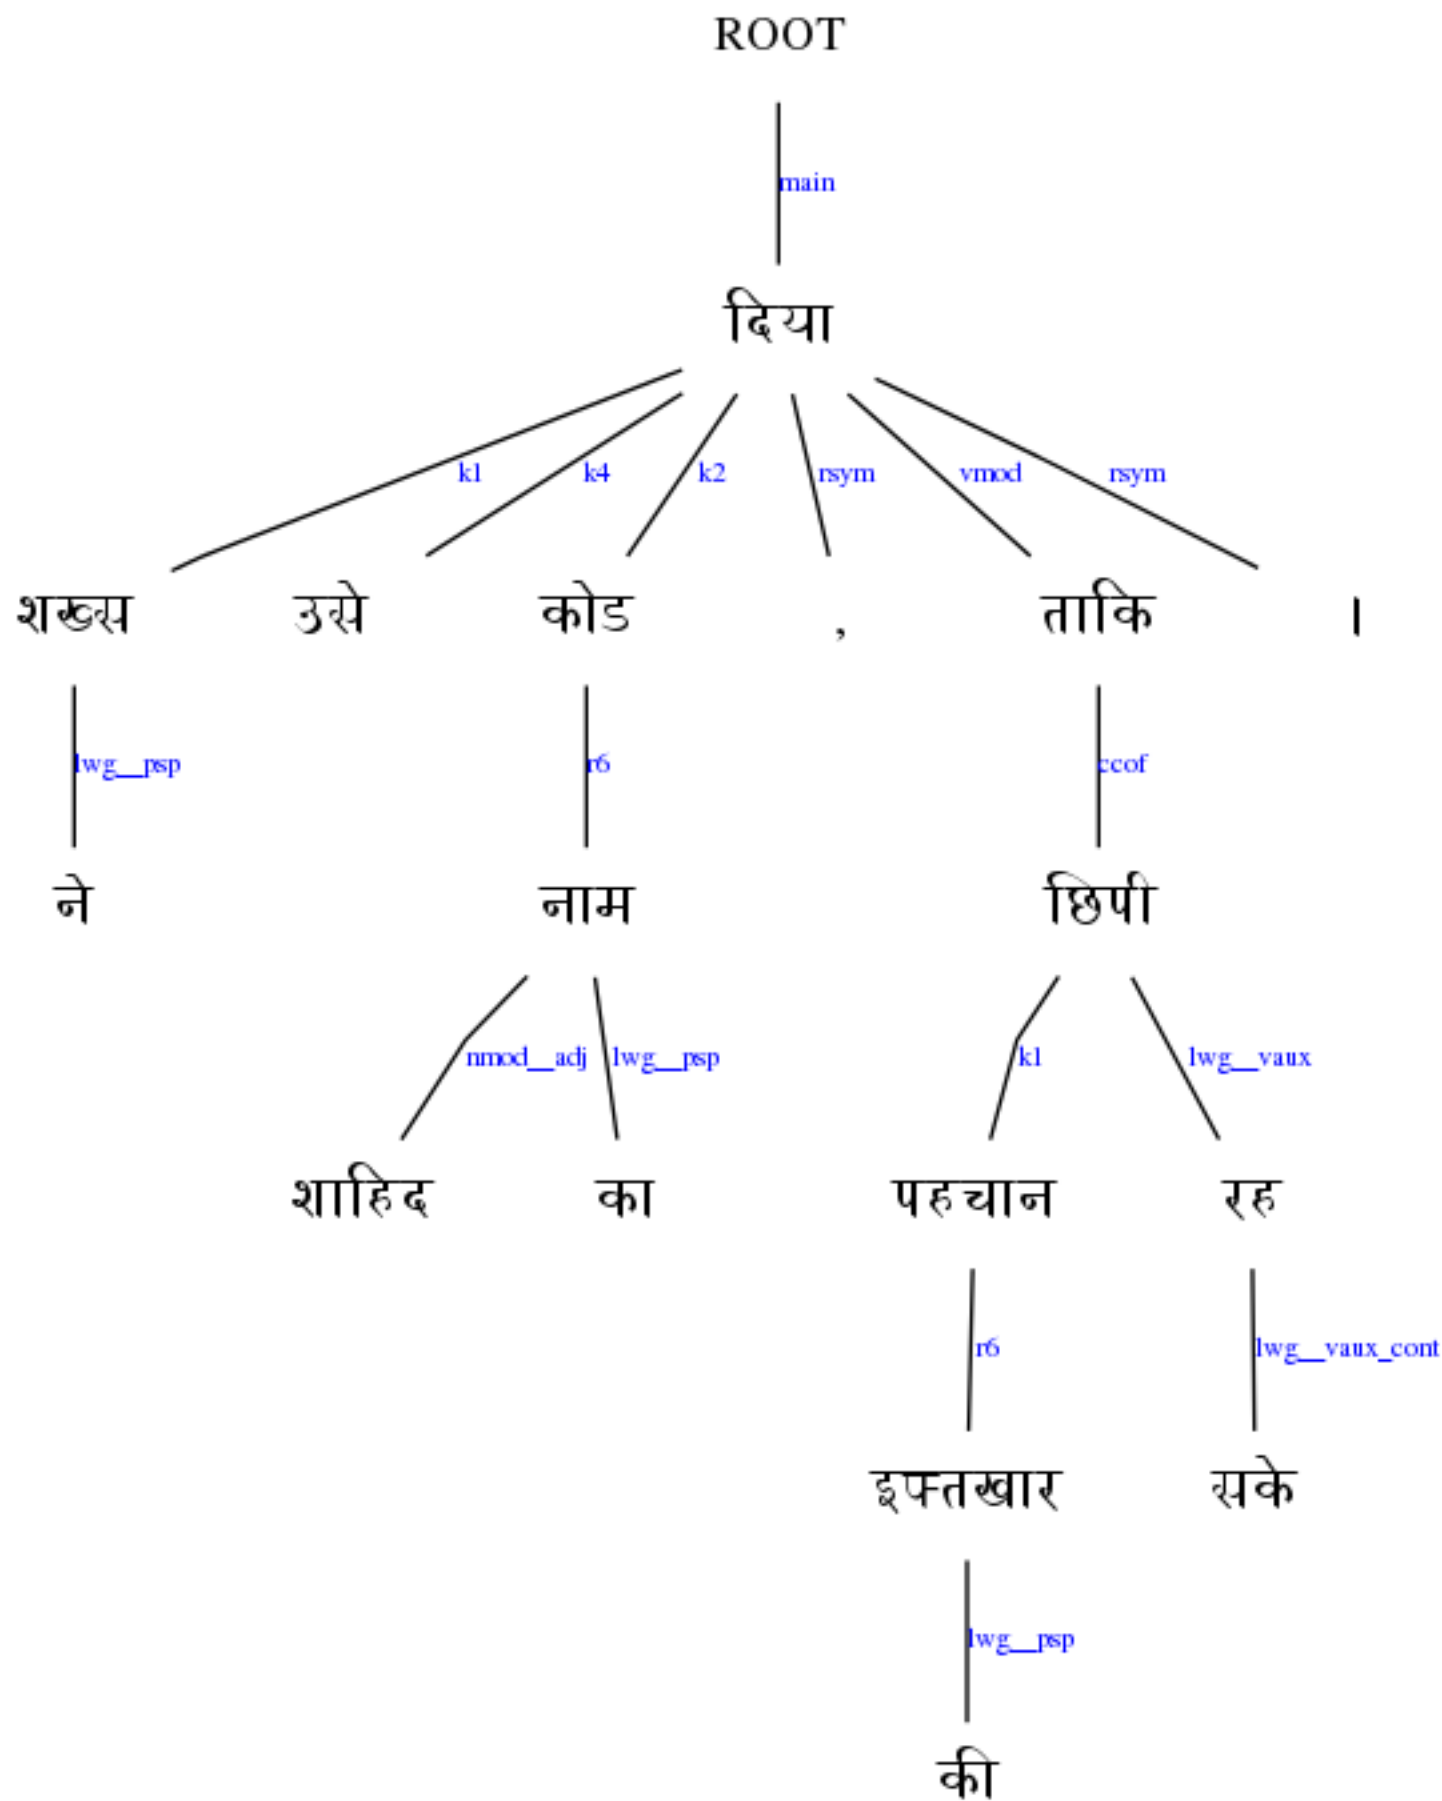 ROOT
main
दिया
k1 k4 k2 rsym vmod rsym
शख्स उसे कोड , ताकि ।
lwg__psp r6 ccof
ने नाम छिपी
nmod__adj lwg__psp k1 lwg__vaux
शाहिद का पहचान रह
r6 lwg__vaux_cont
इफ्तखार सके
lwg__psp
की